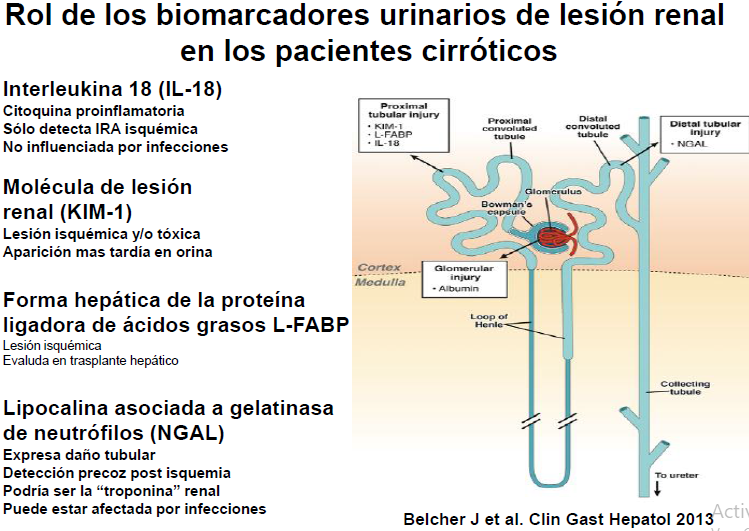 Rol de los biomarcadores urinarios de lesión renal
en los pacientes cirróticos
Interleukina 18 (IL-18)
Citoquina proinflamatoria
Sólo detecta IRA isquémica
No influenciada por infecciones
Molécula de lesión
renal (KIM-1)
Lesión isquémica y/o tóxica
Aparición mas tardía en orina
Forma hepática de la proteína
ligadora de ácidos grasos L-FABP
Lesión isquémica
Evaluda en trasplante hepático
Lipocalina asociada a gelatinasa
de neutrófilos (NGAL)
Expresa daño tubular
Detección precoz post isquemia
Podría ser la “troponina” renal
Puede estar afectada por infecciones
Proximal
tubular injury
• KIM-1
• L-FABP
• IL-18
Proximal
convoluted
tubule
Distal
convoluted
tubule
Distal tubular
injury
• NGAL
Glomerulus
Bowman's
capsule
Cortex
Medulla
Glomerular
injury
• Albumin
Loop of
Henle
Collecting
tubule
To ureter
Belcher J et al. Clin Gast Hepatol 2013
Activ